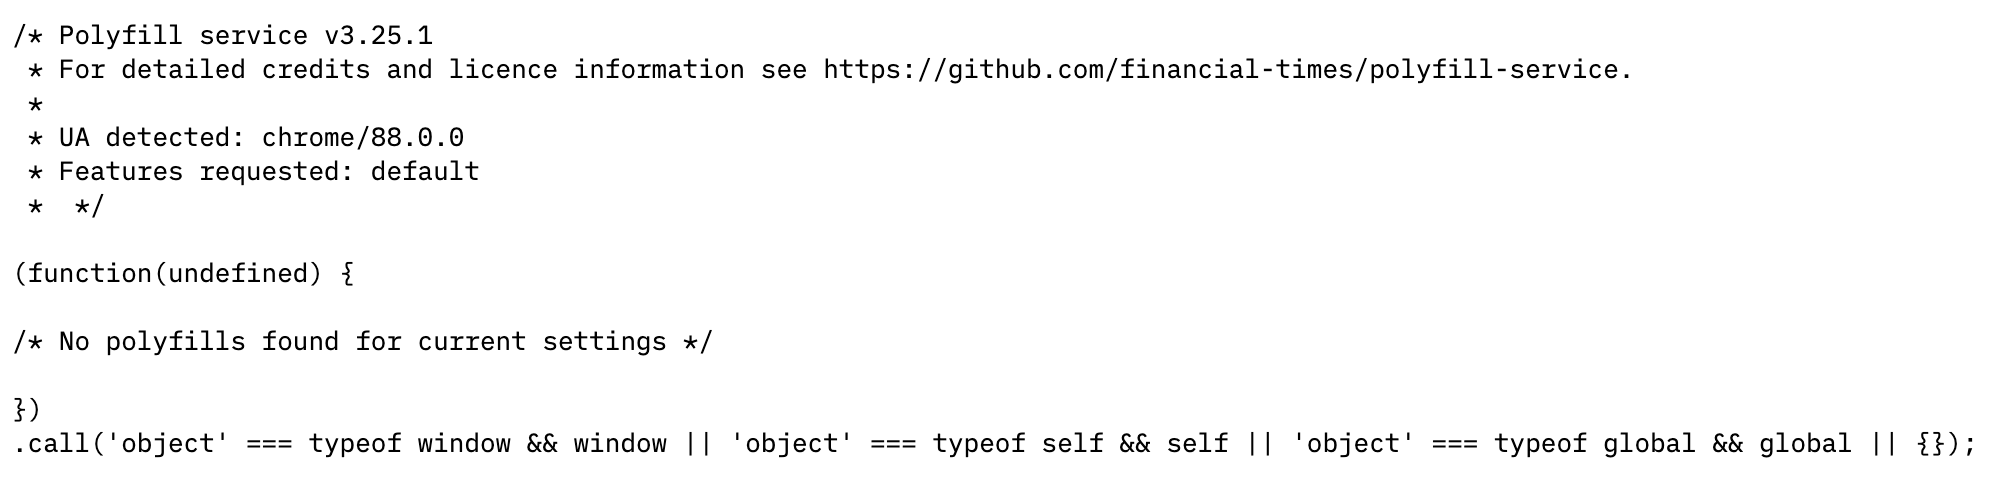 /* Polyfill service v3.25.1
 * For detailed credits and licence information see https://github.com/financial-times/polyfill-service.
 *
 * UA detected: chrome/88.0.0
 * Features requested: default
 *  */

(function(undefined) {

/* No polyfills found for current settings */

})
.call('object' === typeof window && window || 'object' === typeof self && self || 'object' === typeof global && global || {});